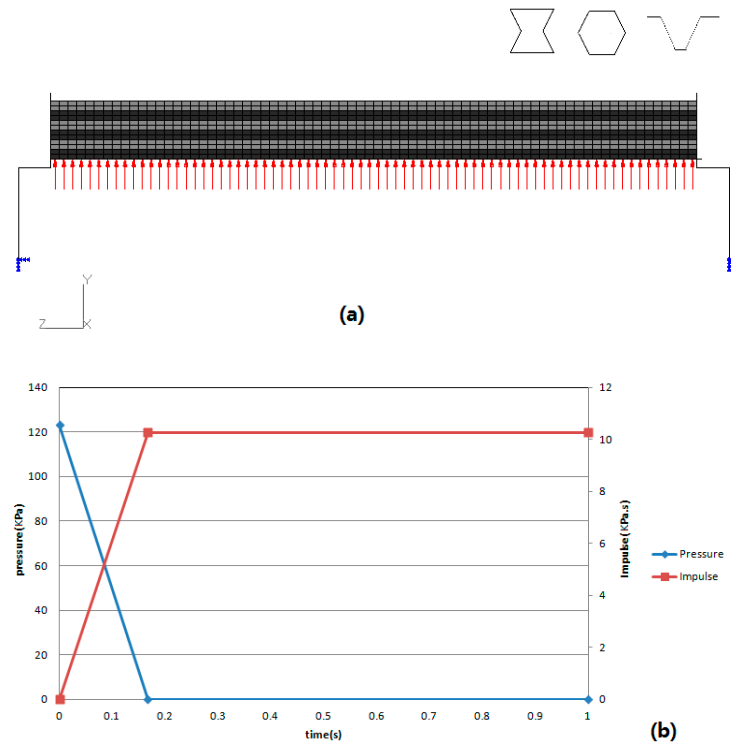 Y
Z
X
(a)
140 12
120 10
100 8
80 6
60 4
40 2
20 0
0
pressure(KPa)
Impulse(KPa.s)
Pressure
Impulse
0 0.1 0.2 0.3 0.4 0.5 0.6 0.7 0.8 0.9 1
time(s)
(b)